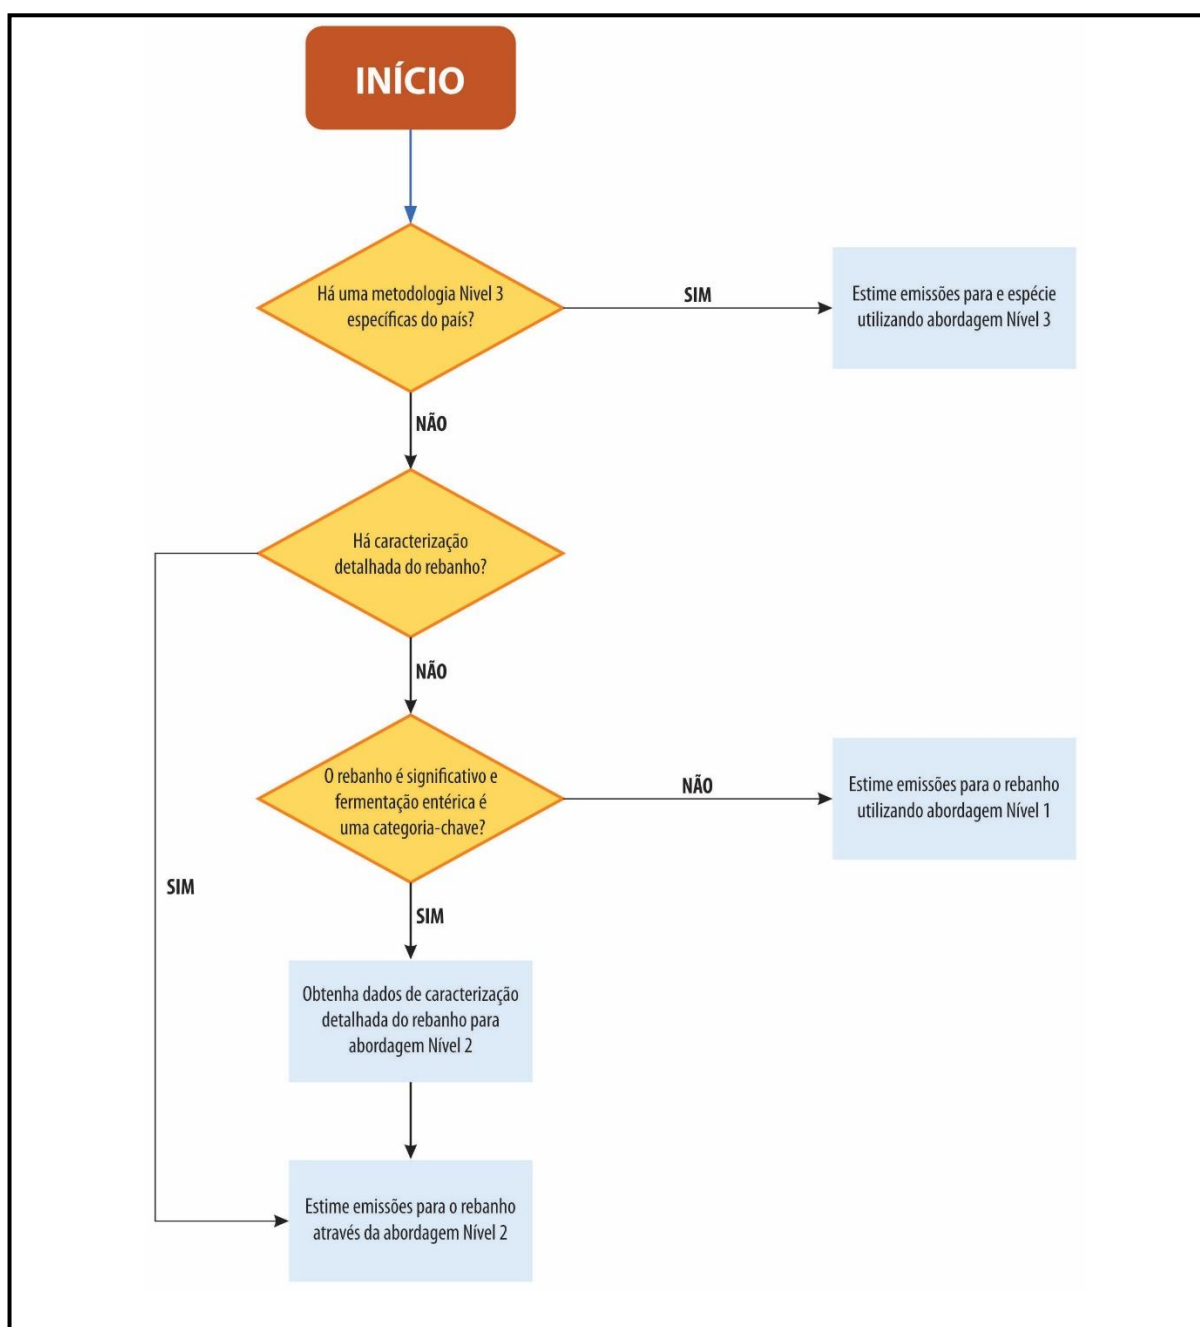 INÍCIO
Há uma metodologia Nivel 3
específicas do país?
SIM
Estime emissões para e espécie
utilizando abordagem Nível 3
NÃO
Há caracterização
detalhada do rebanho?
NÃO
O rebanho é significativo e
fermentação entérica é
uma categoria-chave?
NÃO
Estime emissões para o rebanho
utilizando abordagem Nível 1
SIM
SIM
Obtenha dados de caracterização
detalhada do rebanho para
abordagem Nível 2
Estime emissões para o rebanho
através da abordagem Nível 2